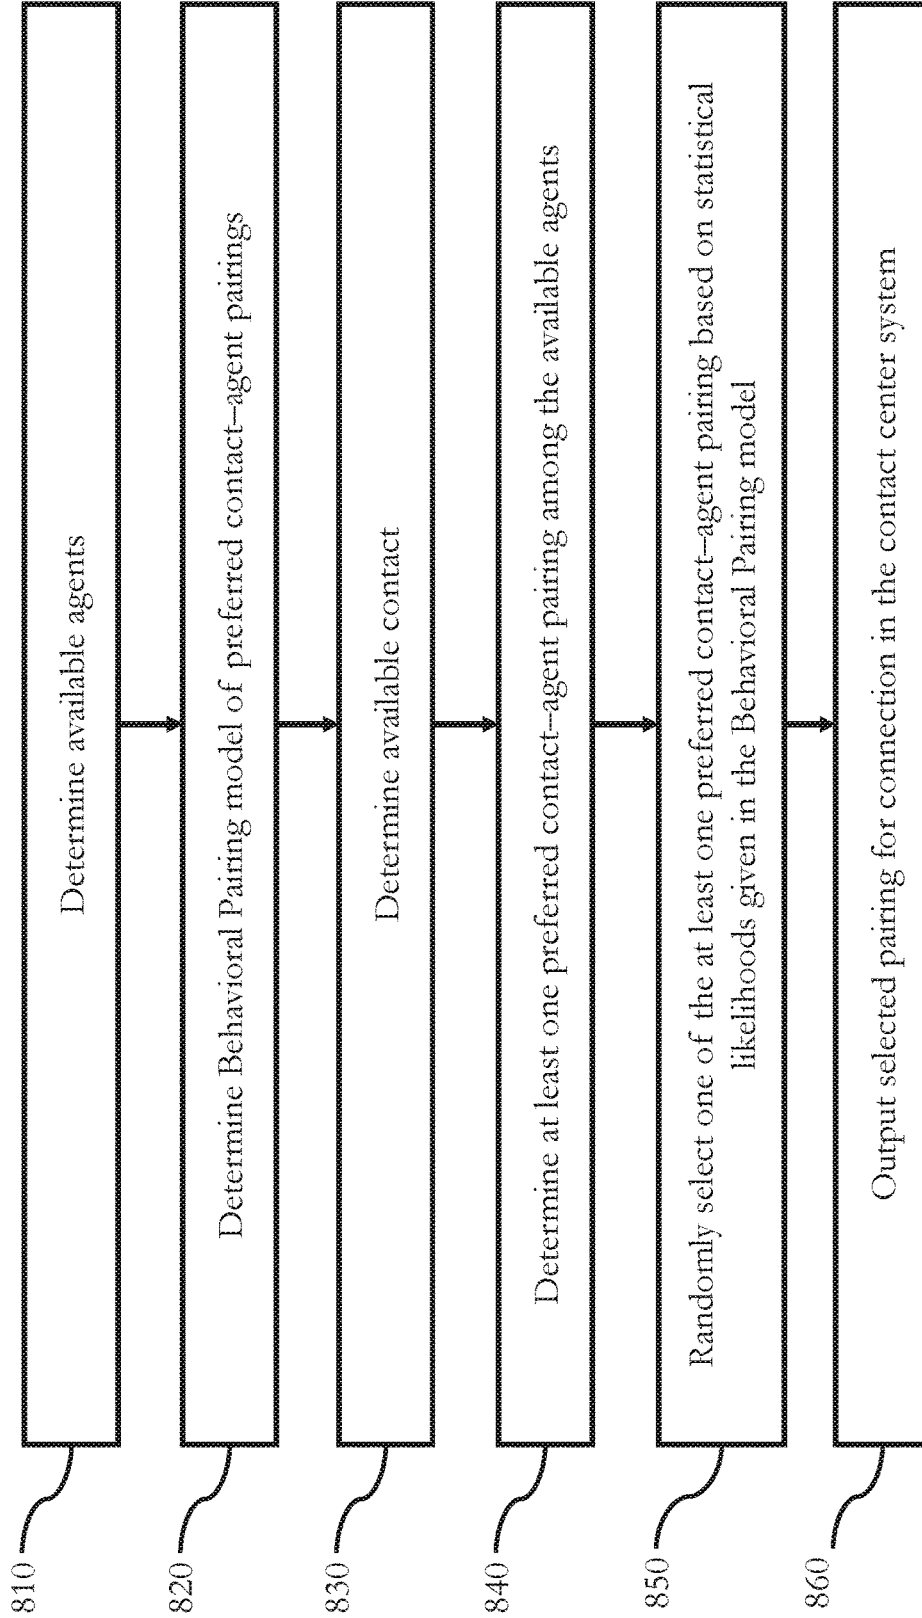 810
Determine available agents
820
Determine Behavioral Pairing model of preferred contact–agent pairings
830
Determine available contact
840
Determine at least one preferred contact–agent pairing among the available agents
850
Randomly select one of the at least one preferred contact–agent pairing based on statistical
likelihoods given in the Behavioral Pairing model
860
Output selected pairing for connection in the contact center system